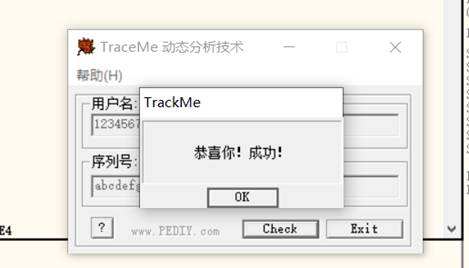 TraceMe 动态分析技术
帮助(H)
TrackMe
用户名:
1234567
恭喜你! 成功!
序列号:
abcdefg
OK
E4
?
www.PEDIY.com
Check
Exit